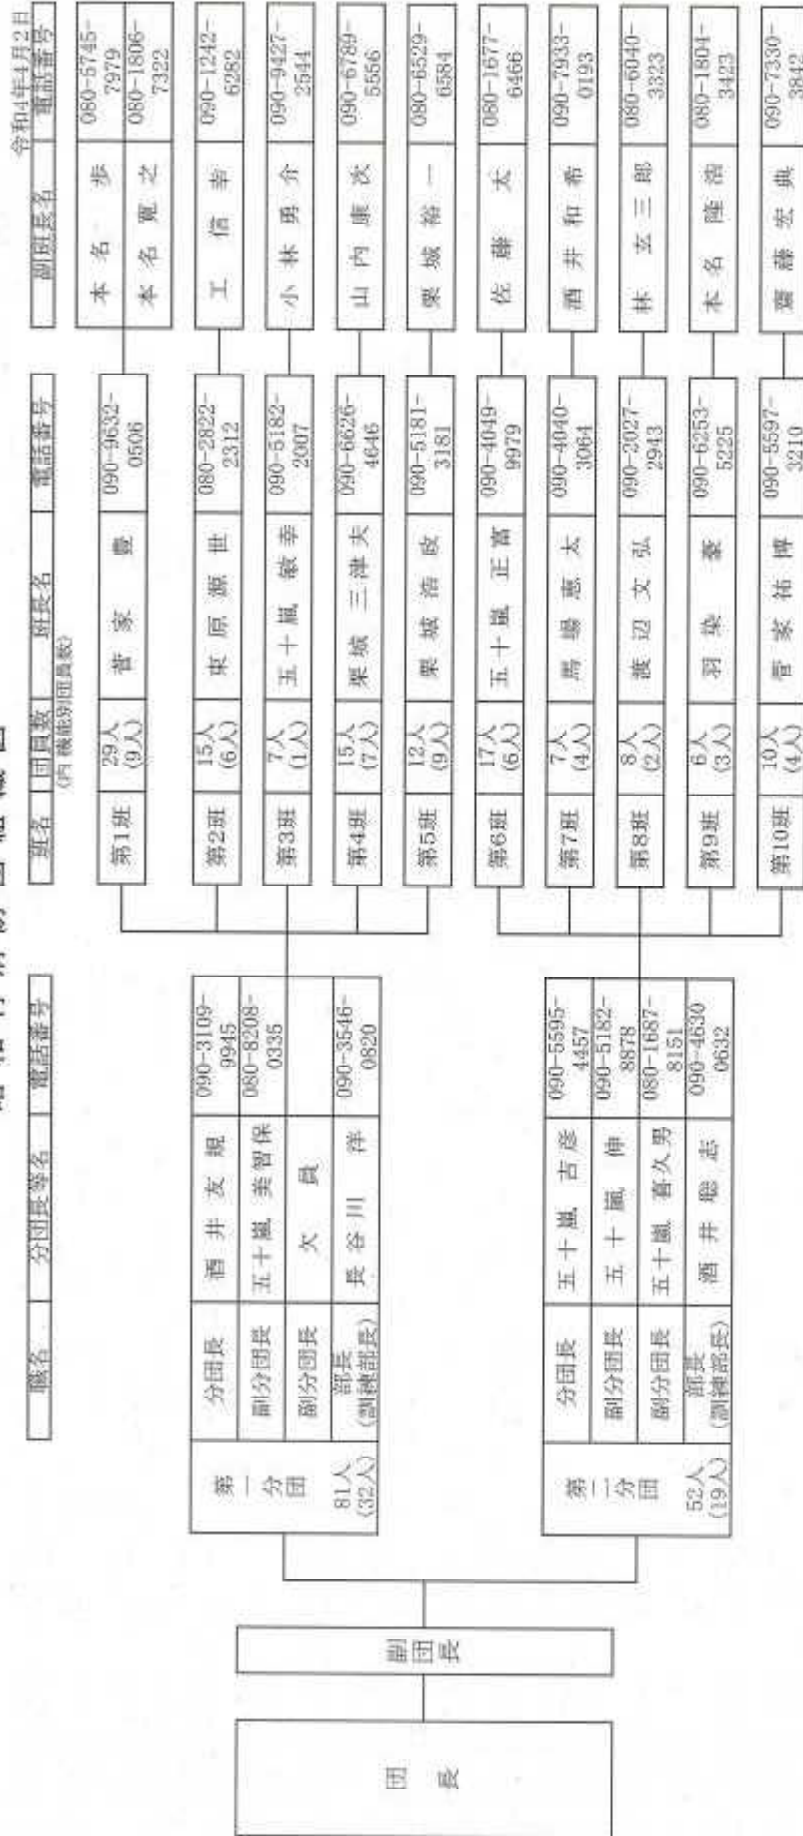 令和4年4月2日
職名 分団長等名 電話番号 班名 団員数 班長名 電話番号 副班長名 電話番号
(内 機能別団員数)
団長
副団長
第一分団
81人
(32人)
分団長 酒井友規 090-3109-9945
副分団長 五十嵐 美智保 080-8208-0335
副分団長 欠員
部長(訓練部長) 長谷川 洋 090-3546-0820
第1班 29人(9人) 菅家 豊 090-9632-0506 本名 歩 080-5745-7979
本名寛之 080-1806-7322
第2班 15人(6人) 束原源世 080-2822-2312 工 信幸 090-1242-6282
第3班 7人(1人) 五十嵐 敏幸 090-5182-2007 小林勇介 090-9427-2544
第4班 15人(7人) 栗城 三津夫 090-6626-4646 山内康次 090-6789-5556
第5班 12人(9人) 栗城浩政 090-5181-3181 栗城裕一 080-6529-6584
第二分団
52人
(19人)
分団長 五十嵐 吉彦 090-5595-4457
副分団長 五十嵐 伸 090-5182-8878
副分団長 五十嵐 喜久男 080-1687-8151
部長(訓練部長) 酒井聡志 090-4630 0632
第6班 17人(6人) 五十嵐 正富 090-4049-9979 佐藤 太 080-1677-6466
第7班 7人(4人) 馬場恵太 090-4040-3064 酒井和希 090-7933-0193
第8班 8人(2人) 渡辺文弘 090-2027-2943 林 玄三郎 080-6040-3323
第9班 6人(3人) 羽染 豪 090-6253-5225 本名隆浩 080-1804-3423
第10班 10人(4人) 菅家祐博 090-5597-3210 齋藤宏典 090-7330-3842